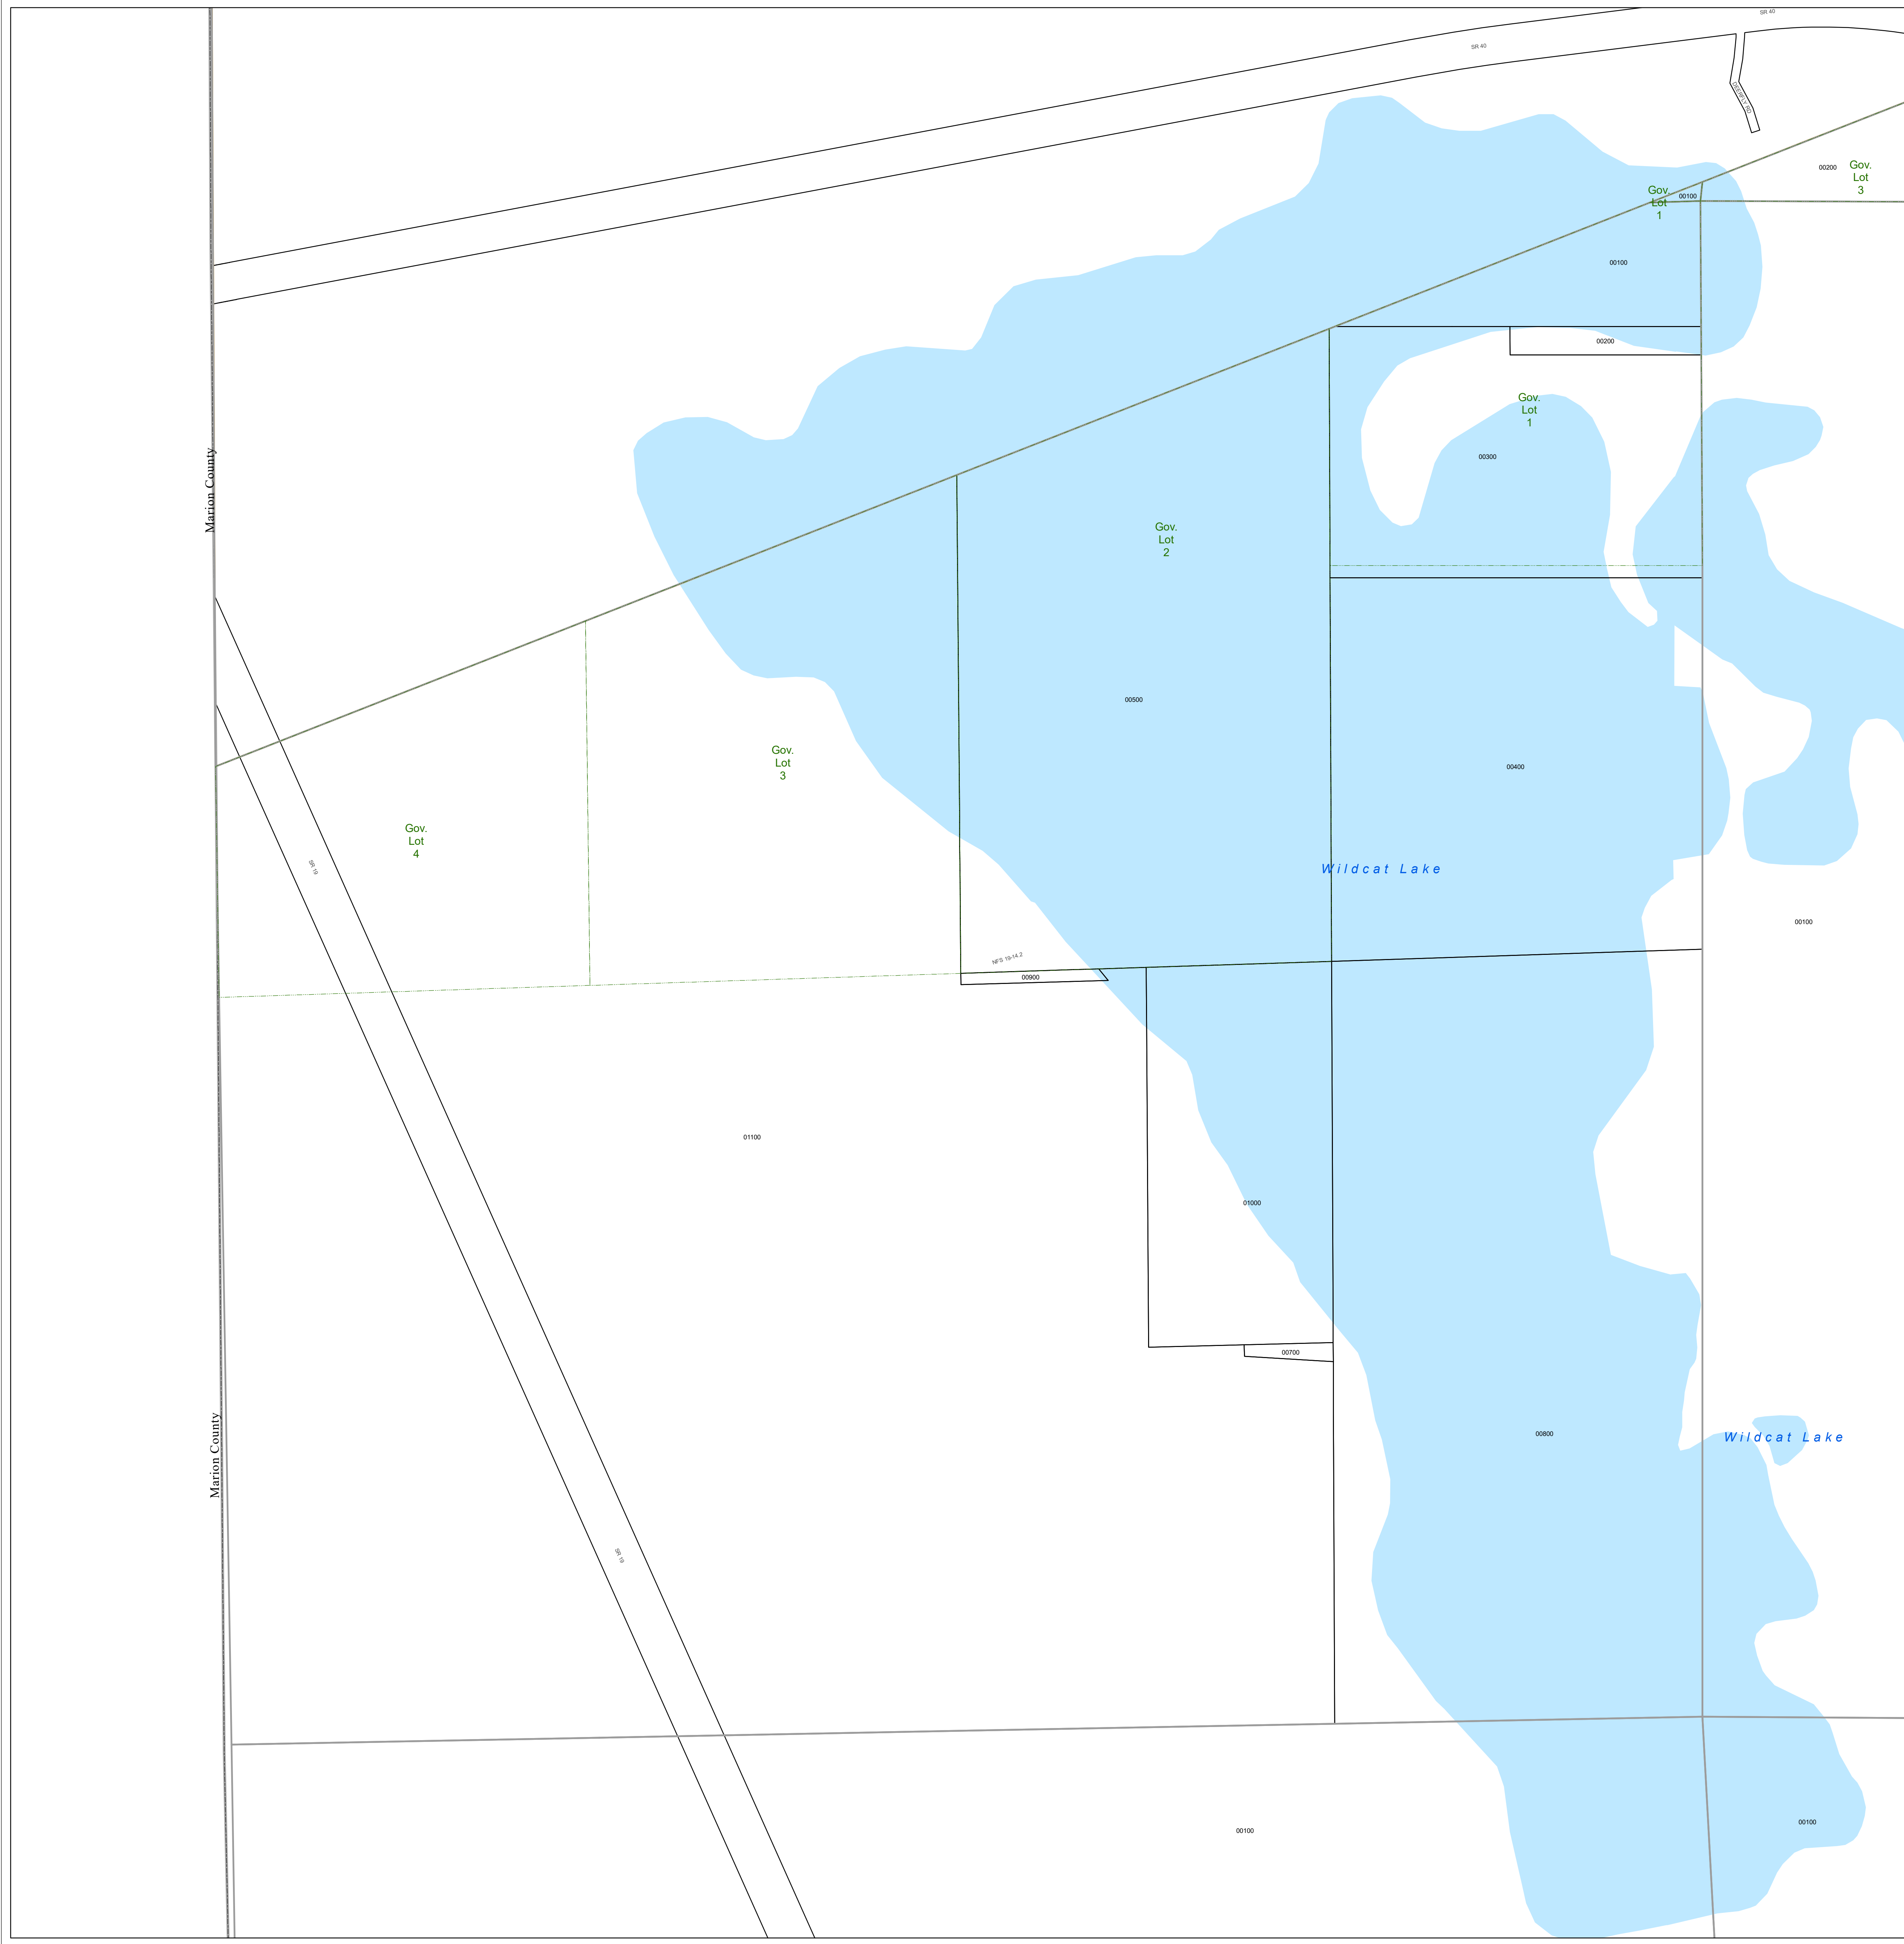 SR 40
SR 40
DEERFLY RD
00200
Gov.
Lot
3
Gov.
Lot
1
00100
00100
00200
Gov.
Lot
1
00300
Marion County
Gov.
Lot
2
00500
Gov.
Lot
3
00400
Gov.
Lot
4
SR 19
Wildcat Lake
00100
NFS 19-14.2
00900
01100
01000
00700
00800
Wildcat Lake
Marion County
SR 19
00100
00100